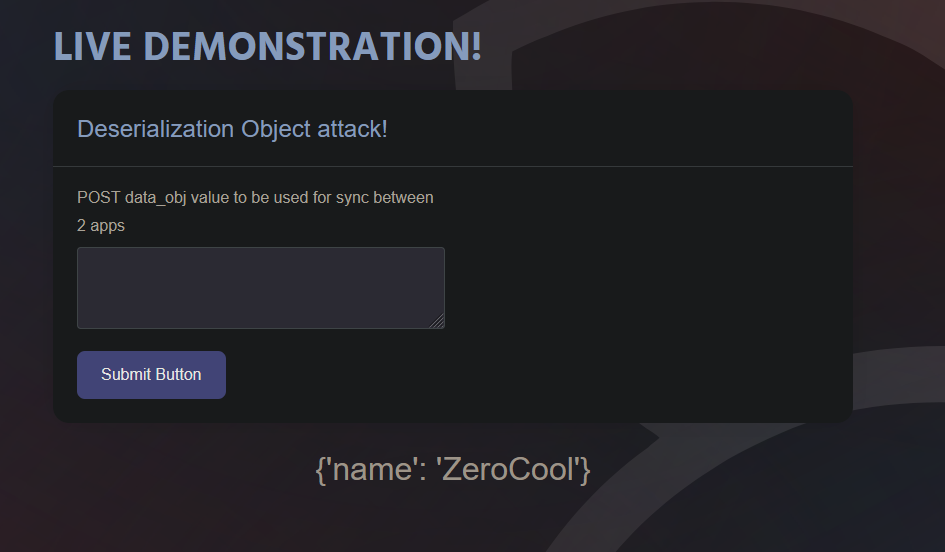 LIVE DEMONSTRATION!
Deserialization Object attack!
POST data_obj value to be used for sync between
2 apps
Submit Button
{'name': 'ZeroCool'}